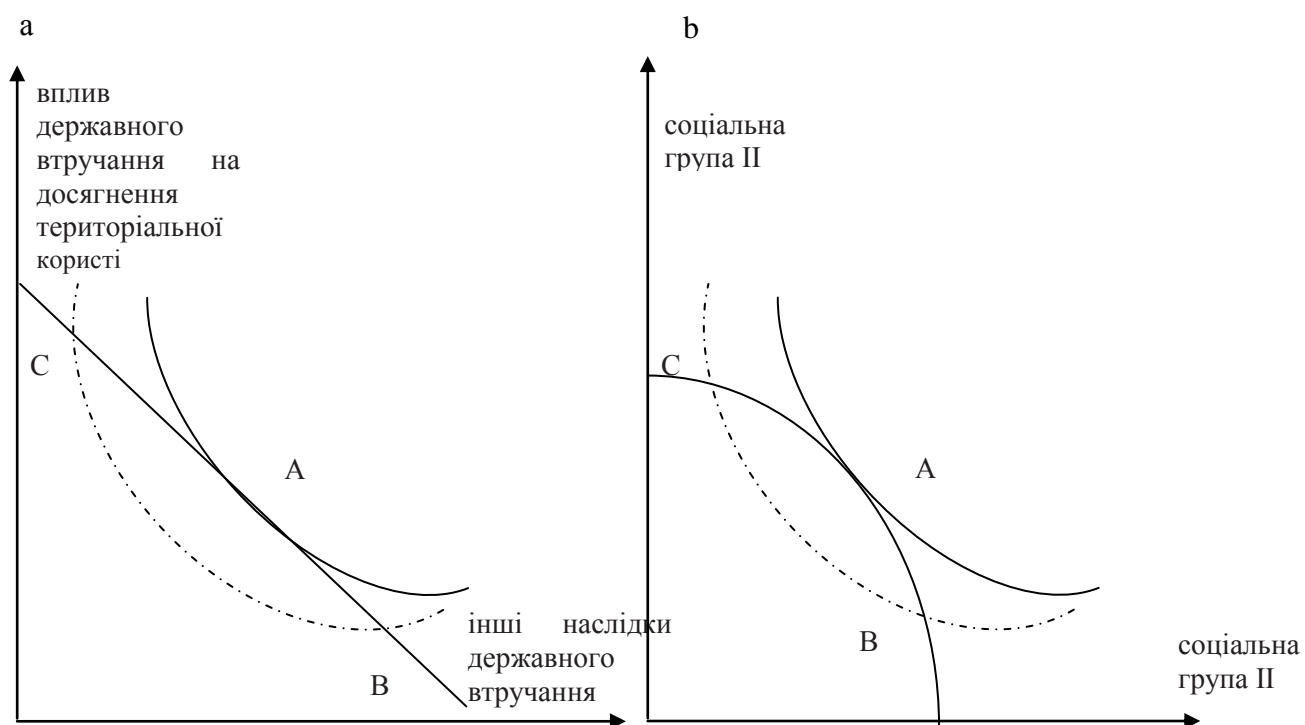 a
вплив
державного
втручання на
досягнення
територіальної
користі
C
A
B
інші наслідки
державного
втручання
b
соціальна
група II
C
A
B
соціальна
група II